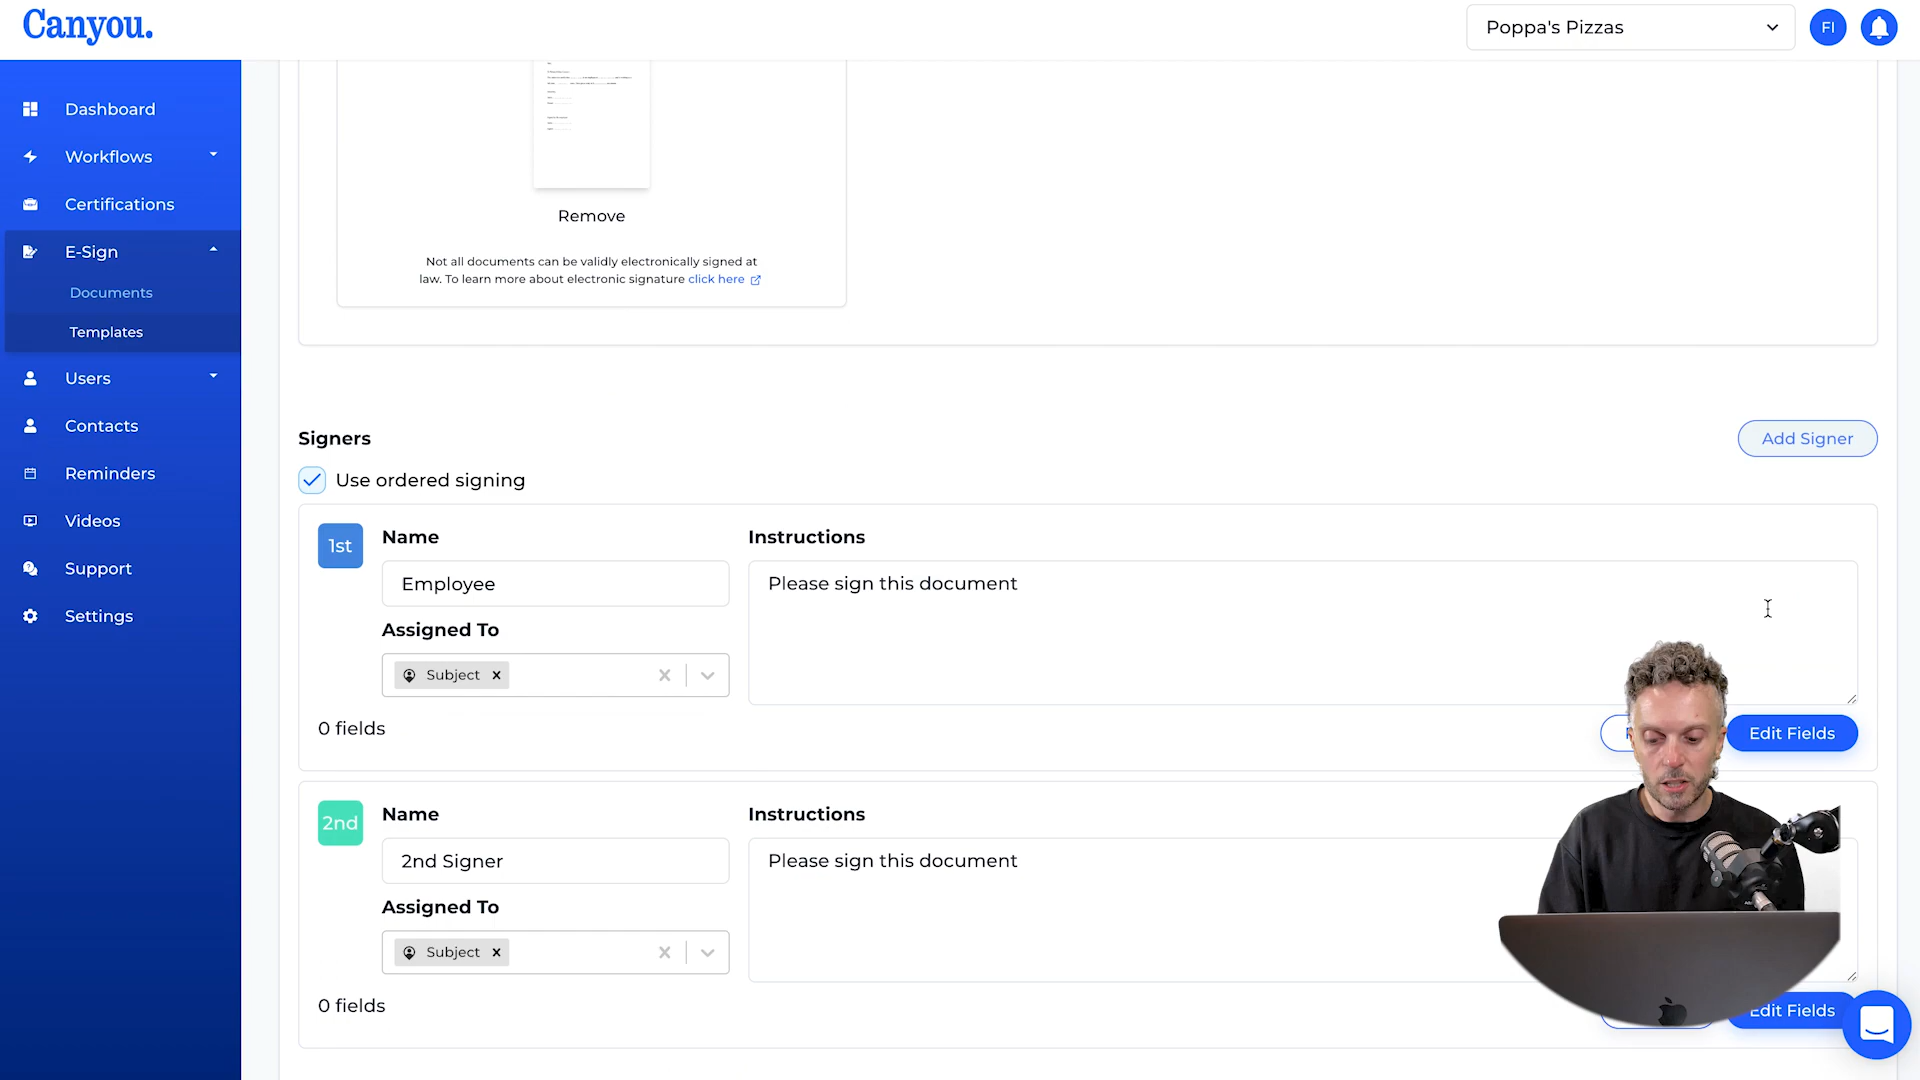 Canyou.
Poppa's Pizzas
FI
Dashboard
Workflows
Certifications
E-Sign
Documents
Templates
Users
Contacts
Reminders
Videos
Support
Settings
Remove
Not all documents can be validly electronically signed at
law. To learn more about electronic signature click here
Signers
Add Signer
Use ordered signing
1st
Name
Instructions
Employee
Please sign this document
Assigned To
Subject
0 fields
Edit Fields
2nd
Name
Instructions
2nd Signer
Please sign this document
Assigned To
Subject
0 fields
Edit Fields